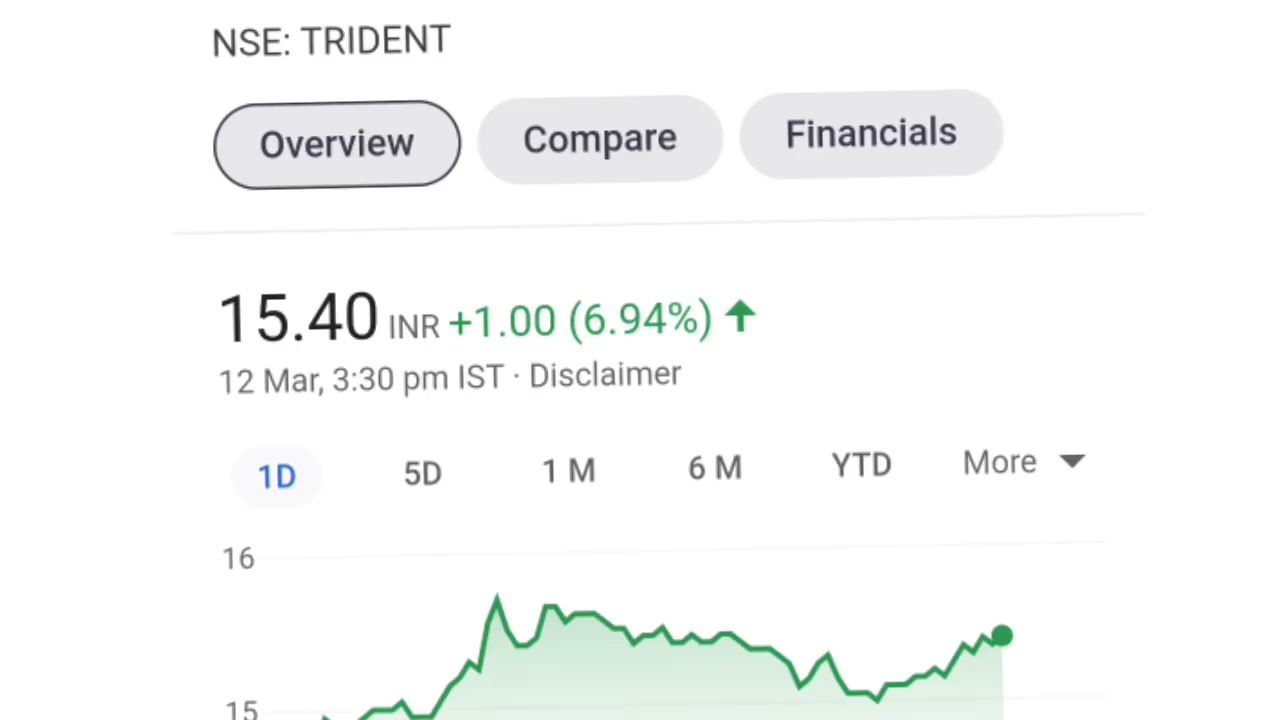 NSE: TRIDENT
Overview Compare Financials
15.40 INR +1.00 (6.94%)
12 Mar, 3:30 pm IST · Disclaimer
1D 5D 1 M 6 M YTD More
16
15